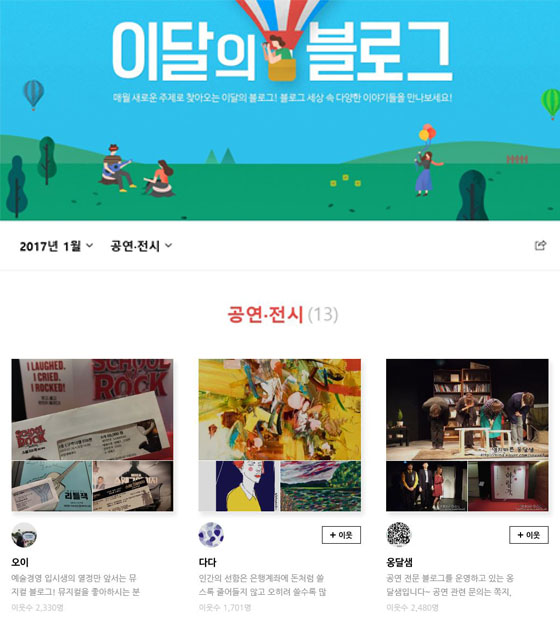 이달의 블로그
매월 새로운 주제로 찾아오는 이달의 블로그! 블로그 세상 속 다양한 이야기들을 만나보세요!
2017년 1월 공연·전시
공연·전시 (13)
I LAUGHED.
I CRIED.
I ROCKED!
SCHOOL
ROCK
SCHOOL
ROCK
리틀잭
+ 이웃
+ 이웃
오이
예술경영 입시생의 열정만 앞서는 뮤
지컬 블로그! 뮤지컬을 좋아하시는 분
이웃수 2,330명
다다
인간의 선함은 은행계좌에 돈처럼 쓸
스록 줄어들지 않고 오히려 쓸수록 많
이웃수 1,701명
옹달샘
공연 전문 블로그를 운영하고 있는 옹
달샘입니다~ 공연 관련 문의는 쪽지,
이웃수 2,480명